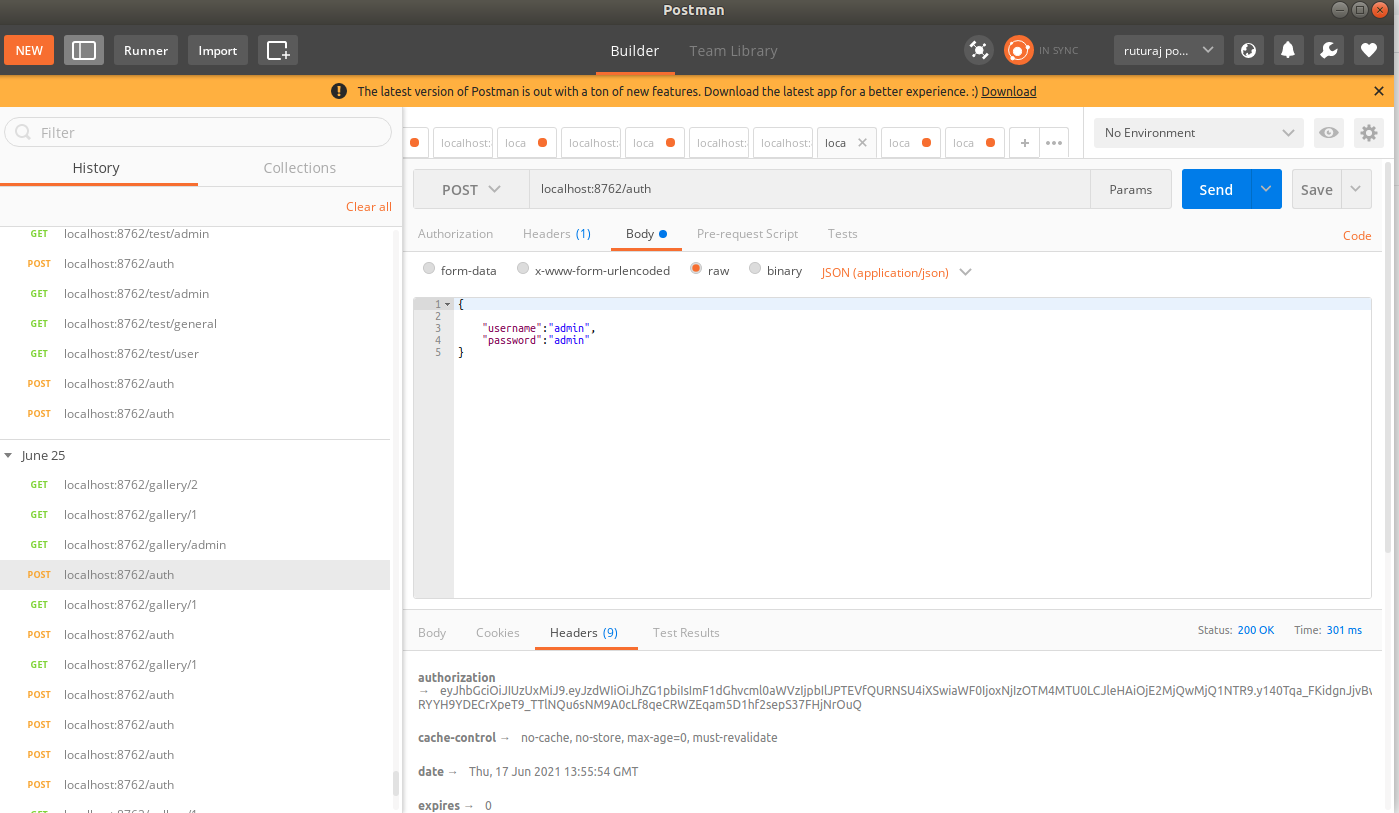 Postman
NEW
Runner
Import
Builder
Team Library
IN SYNC
ruturaj po...
The latest version of Postman is out with a ton of new features. Download the latest app for a better experience. :) Download
Filter
History
Collections
Clear all
GET localhost:8762/test/admin
POST localhost:8762/auth
GET localhost:8762/test/admin
GET localhost:8762/test/general
GET localhost:8762/test/user
POST localhost:8762/auth
POST localhost:8762/auth
June 25
GET localhost:8762/gallery/2
GET localhost:8762/gallery/1
GET localhost:8762/gallery/admin
POST localhost:8762/auth
GET localhost:8762/gallery/1
POST localhost:8762/auth
GET localhost:8762/gallery/1
POST localhost:8762/auth
POST localhost:8762/auth
POST localhost:8762/auth
POST localhost:8762/auth
localhost: loca localhost: loca localhost: localhost: loca loca loca
No Environment
POST localhost:8762/auth Params Send Save
Authorization Headers (1) Body Pre-request Script Tests Code
form-data x-www-form-urlencoded raw binary JSON (application/json)
1 {
2
3 "username":"admin",
4 "password":"admin"
5 }
Body Cookies Headers (9) Test Results Status: 200 OK Time: 301 ms
authorization
→ 
cache-control → no-cache, no-store, max-age=0, must-revalidate
date → Thu, 17 Jun 2021 13:55:54 GMT
expires → 0